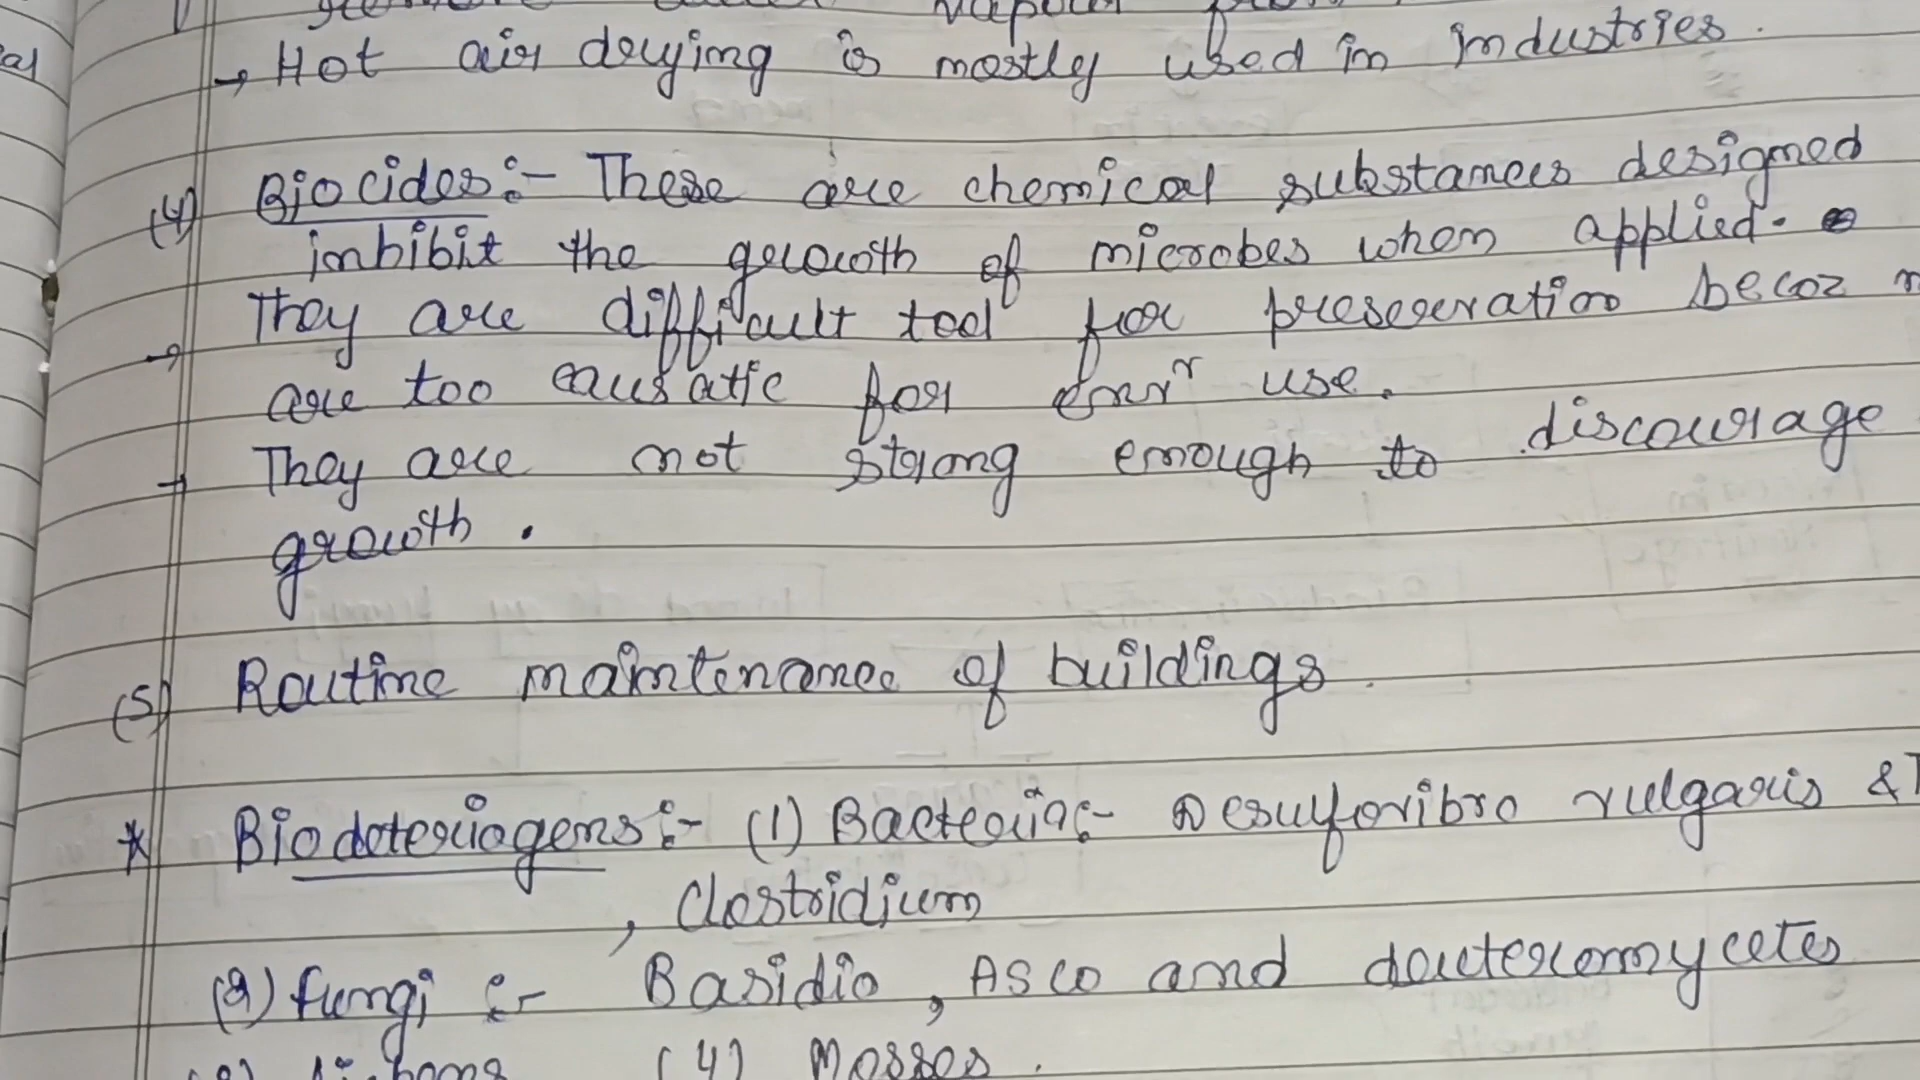 vapour
→ Hot air drying is mostly used in industries.
(4) Biocides :- These are chemical substances designed
inhibit the growth of microbes when applied.
→ They are difficult tool for preservation becoz
are too causatic for envr use.
→ They are not strong enough to discourage
growth.
(5) Routine maintenance of buildings.
* Biodeteriogens :- (1) Bacteria :- Desulforibro vulgaris &
, Clostridium
(2) fungi :- Basidio, Asco and deuteromycetes
(4) Mosses.